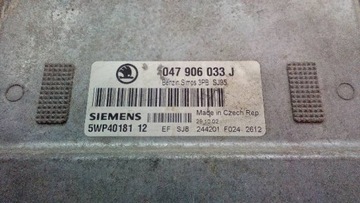 047 906 033 J
Benzin Simos 3PB SJ85
SIEMENS
Made in Czech Rep
5WP40181 12
EF SJ8 244201 F024 2612